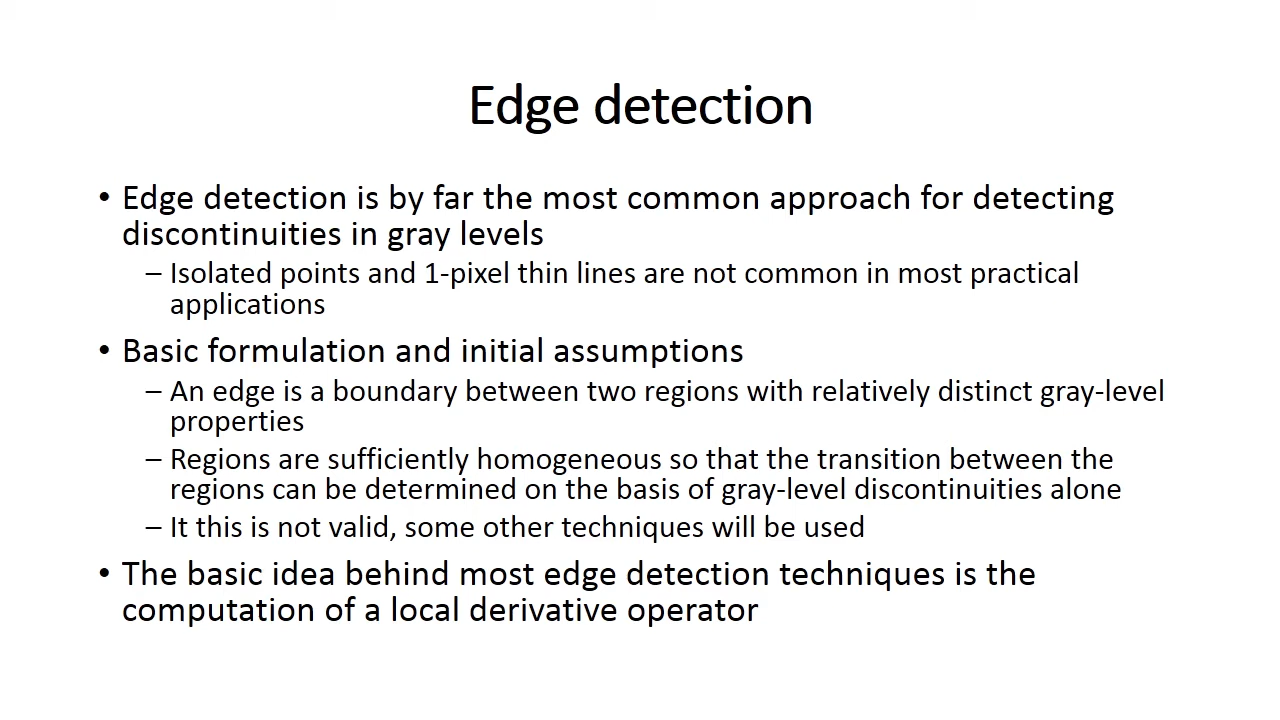 Edge detection
• Edge detection is by far the most common approach for detecting
discontinuities in gray levels
– Isolated points and 1-pixel thin lines are not common in most practical
applications
• Basic formulation and initial assumptions
– An edge is a boundary between two regions with relatively distinct gray-level
properties
– Regions are sufficiently homogeneous so that the transition between the
regions can be determined on the basis of gray-level discontinuities alone
– It this is not valid, some other techniques will be used
• The basic idea behind most edge detection techniques is the
computation of a local derivative operator